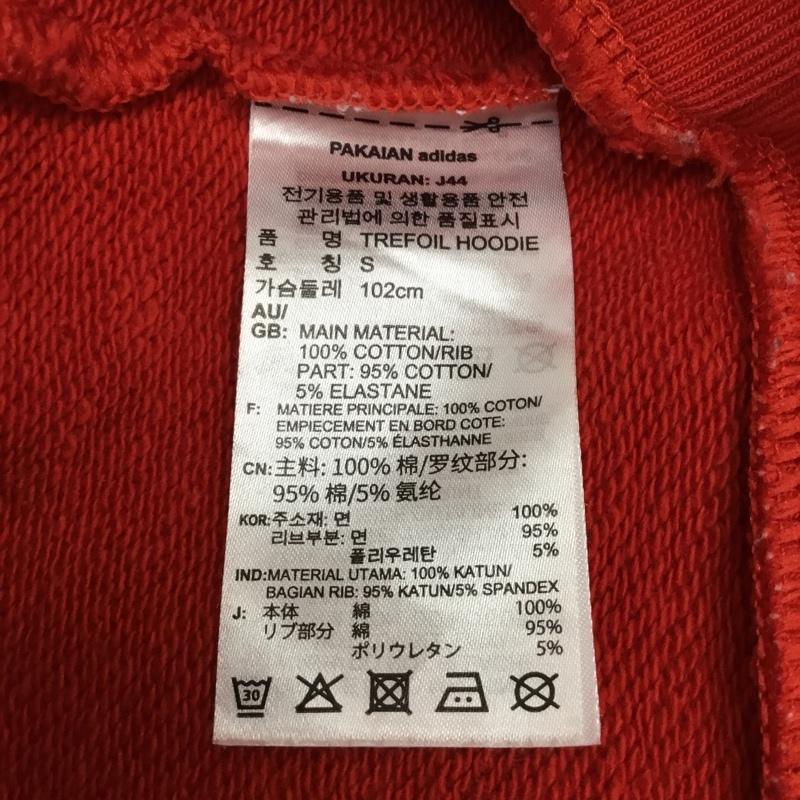 PAKAIAN adidas
UKURAN: J44
전기용품 및 생활용품 안전
관리법에 의한 품질표시
품 명 TREFOIL HOODIE
호 칭 S
가슴둘레 102cm
AU/
GB: MAIN MATERIAL:
100% COTTON/RIB
PART: 95% COTTON/
5% ELASTANE
F: MATIERE PRINCIPALE: 100% COTON/
EMPIECEMENT EN BORD COTE:
95% COTON/5% ÉLASTHANNE
CN:主料: 100% 棉/罗纹部分:
95% 棉/5% 氨纶
KOR:주소재: 면 100%
리브부분: 면 95%
폴리우레탄 5%
IND:MATERIAL UTAMA: 100% KATUN/
BAGIAN RIB: 95% KATUN/5% SPANDEX
J: 本体 綿 100%
リブ部分 綿 95%
ポリウレタン 5%
30